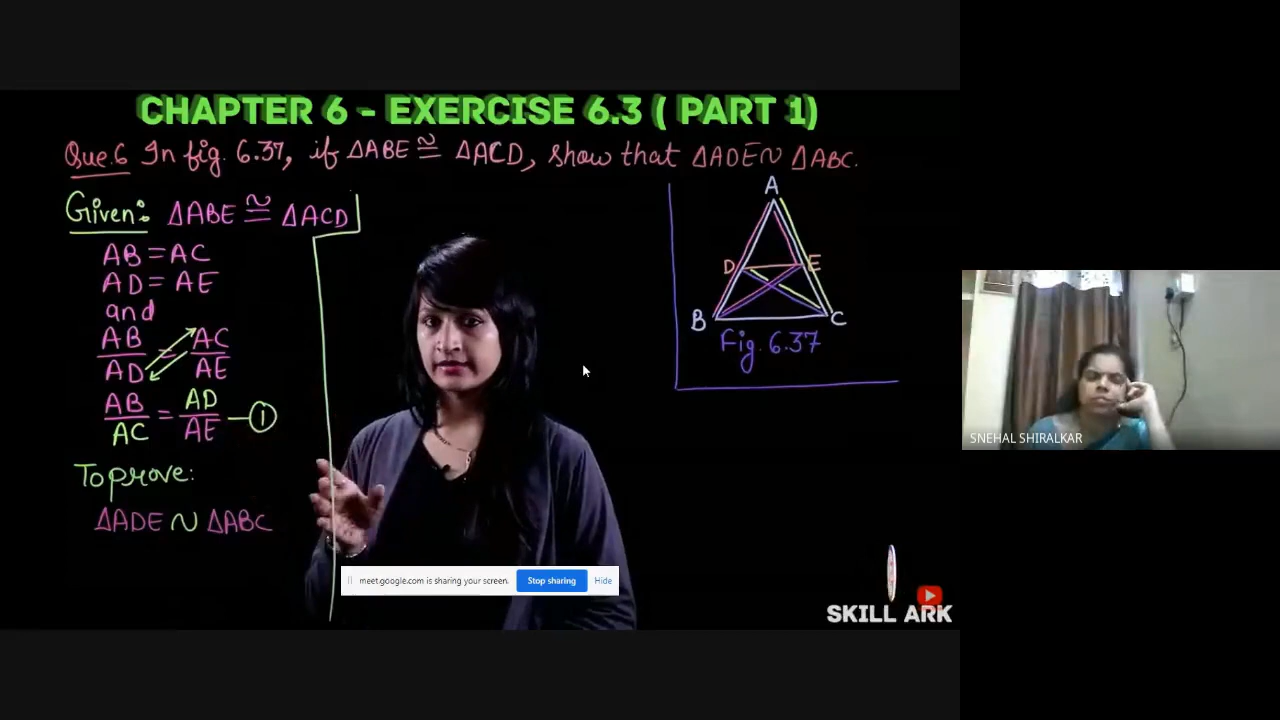 CHAPTER 6 - EXERCISE 6.3 ( PART 1)
Que.6 In fig. 6.37, if ΔABE ≅ ΔACD, show that ΔADE ~ ΔABC.
Given: ΔABE ≅ ΔACD
AB = AC
AD = AE
and
AB/AD = AC/AE
AB/AC = AD/AE — ①
To prove:
ΔADE ~ ΔABC
A
D E
B C
Fig. 6.37
meet.google.com is sharing your screen.
Stop sharing
Hide
SKILL ARK
SNEHAL SHIRALKAR